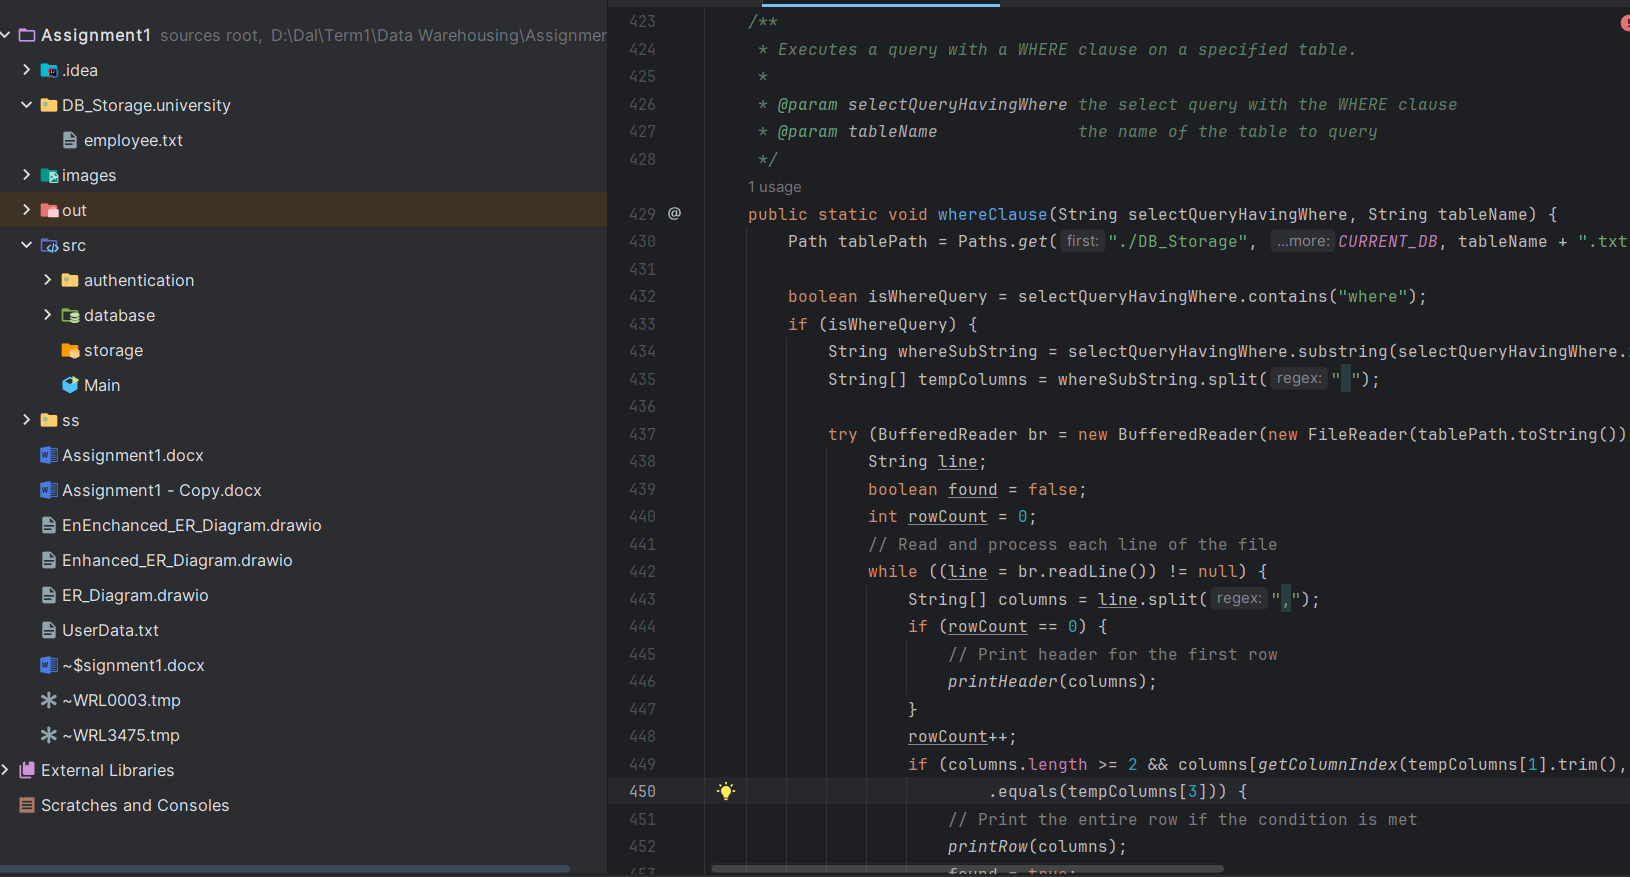 Assignment1 sources root, D:\Dal\Term1\Data Warehousing\Assignmer
.idea
DB_Storage.university
employee.txt
images
out
src
authentication
database
storage
Main
ss
Assignment1.docx
Assignment1 - Copy.docx
EnEnchanced_ER_Diagram.drawio
Enhanced_ER_Diagram.drawio
ER_Diagram.drawio
UserData.txt
~$signment1.docx
~WRL0003.tmp
~WRL3475.tmp
External Libraries
Scratches and Consoles
423 /**
424 * Executes a query with a WHERE clause on a specified table.
425 *
426 * @param selectQueryHavingWhere the select query with the WHERE clause
427 * @param tableName the name of the table to query
428 */
1 usage
429 @ public static void whereClause(String selectQueryHavingWhere, String tableName) {
430 Path tablePath = Paths.get( first: "./DB_Storage", ...more: CURRENT_DB, tableName + ".txt
431
432 boolean isWhereQuery = selectQueryHavingWhere.contains("where");
433 if (isWhereQuery) {
434 String whereSubString = selectQueryHavingWhere.substring(selectQueryHavingWhere.
435 String[] tempColumns = whereSubString.split( regex: " ");
436
437 try (BufferedReader br = new BufferedReader(new FileReader(tablePath.toString())
438 String line;
439 boolean found = false;
440 int rowCount = 0;
441 // Read and process each line of the file
442 while ((line = br.readLine()) != null) {
443 String[] columns = line.split( regex: ",");
444 if (rowCount == 0) {
445 // Print header for the first row
446 printHeader(columns);
447 }
448 rowCount++;
449 if (columns.length >= 2 && columns[getColumnIndex(tempColumns[1].trim(),
450 .equals(tempColumns[3])) {
451 // Print the entire row if the condition is met
452 printRow(columns);
453 found = true;